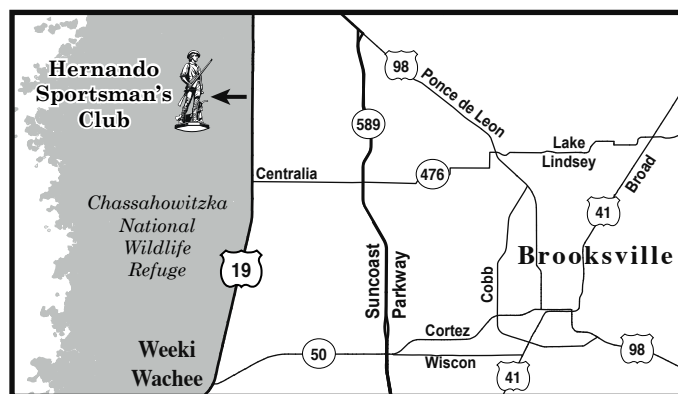 Hernando
Sportsman's
Club
98
Ponce de Leon
589
Lake
Lindsey
Broad
Centralia
476
Chassahowitzka
National
Wildlife
Refuge
41
19
Suncoast
Parkway
Cobb
Brooksville
Weeki
Wachee
50
Cortez
Wiscon
98
41